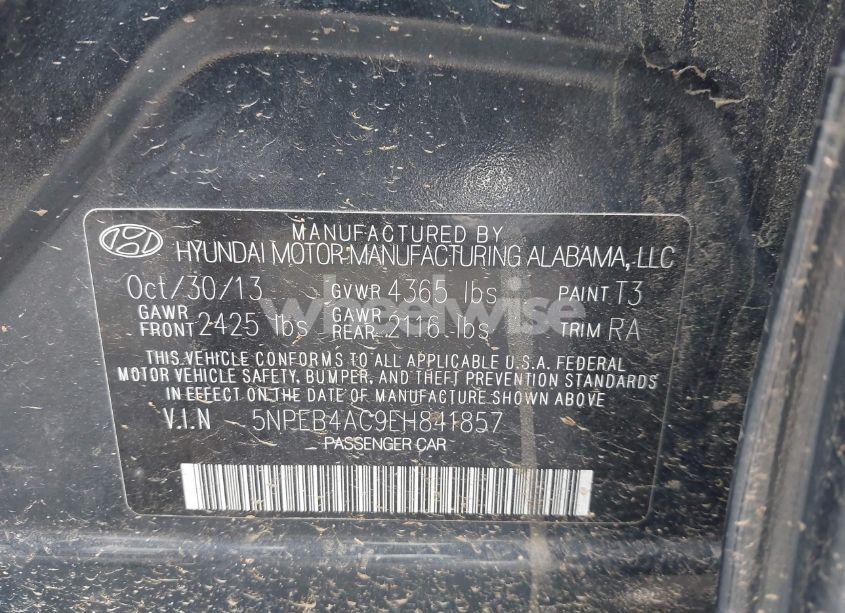 MANUFACTURED BY
HYUNDAI MOTOR MANUFACTURING ALABAMA, LLC
Oct/30/13 GVWR 4365 lbs PAINT T3
GAWR FRONT 2425 lbs GAWR REAR 2116 lbs TRIM RA
THIS VEHICLE CONFORMS TO ALL APPLICABLE U.S.A. FEDERAL
MOTOR VEHICLE SAFETY, BUMPER, AND THEFT PREVENTION STANDARDS
IN EFFECT ON THE DATE OF MANUFACTURE SHOWN ABOVE
V.I.N 5NPEB4AC9EH841857
PASSENGER CAR
wheelwise